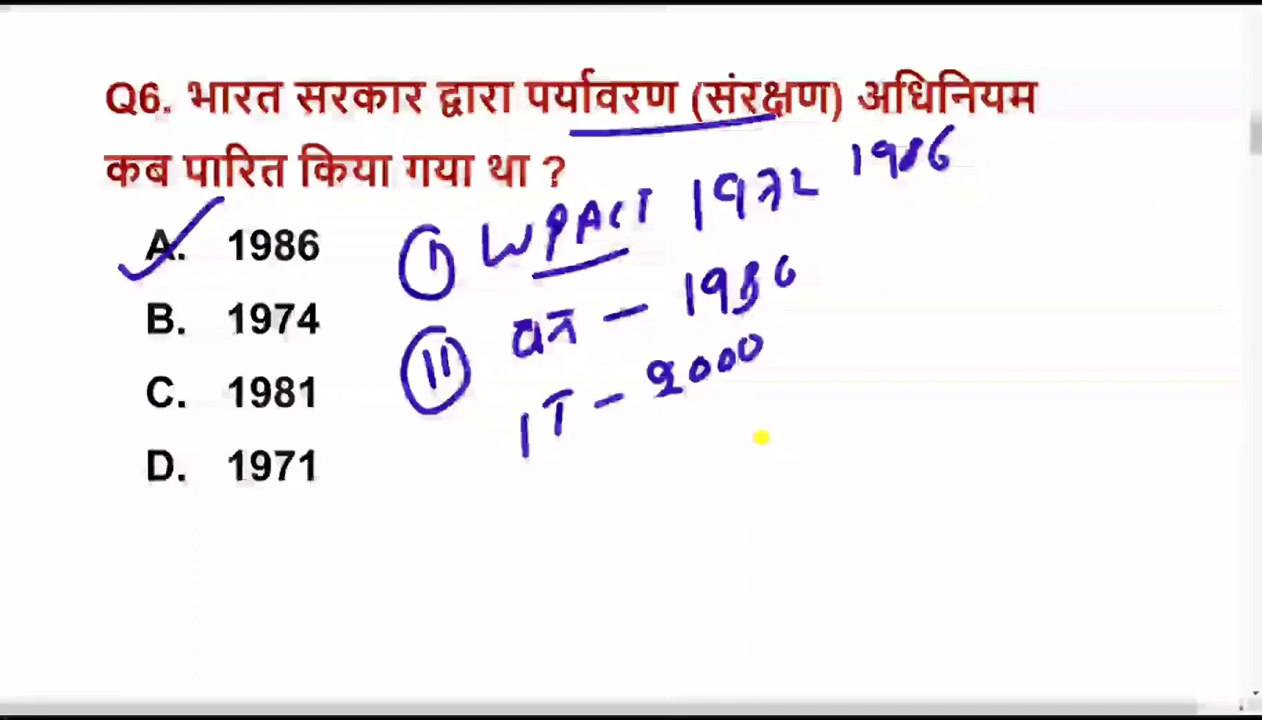 Q6. भारत सरकार द्वारा पर्यावरण (संरक्षण) अधिनियम
कब पारित किया गया था ?
1986
A. 1986
B. 1974
C. 1981
D. 1971
I WPACT 1972
II वन - 1980
IT - 2000